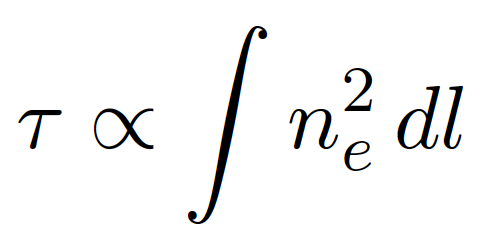 τ ∝ ∫ n_e^2 dl